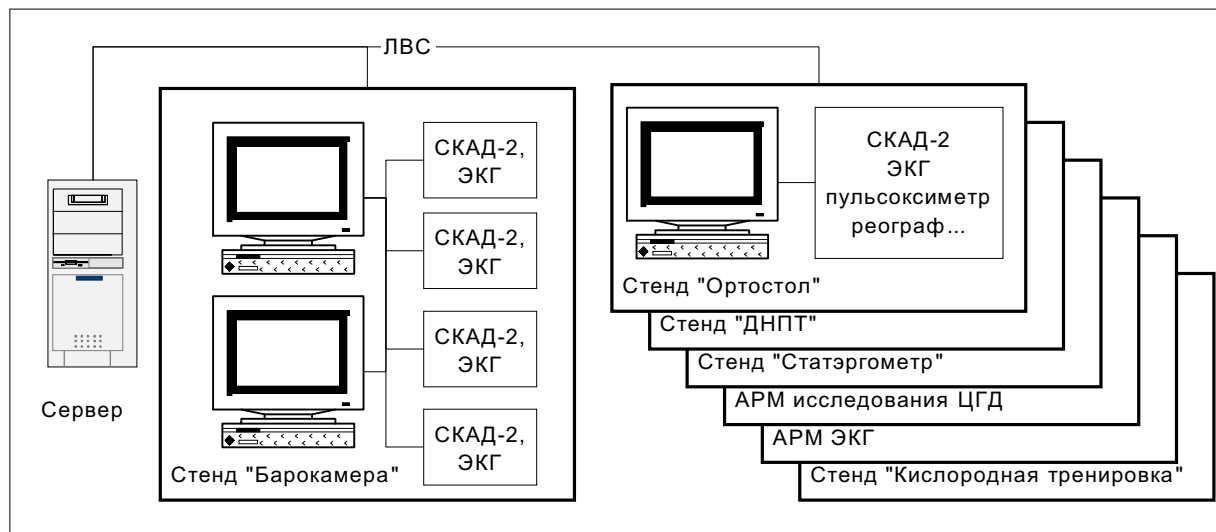 ЛВС
Сервер
СКАД-2,
ЭКГ
СКАД-2,
ЭКГ
СКАД-2,
ЭКГ
СКАД-2,
ЭКГ
Стенд "Барокамера"
СКАД-2
ЭКГ
пульсоксиметр
реограф...
Стенд "Ортостол"
Стенд "ДНПТ"
Стенд "Статэргометр"
АРМ исследования ЦГД
АРМ ЭКГ
Стенд "Кислородная тренировка"